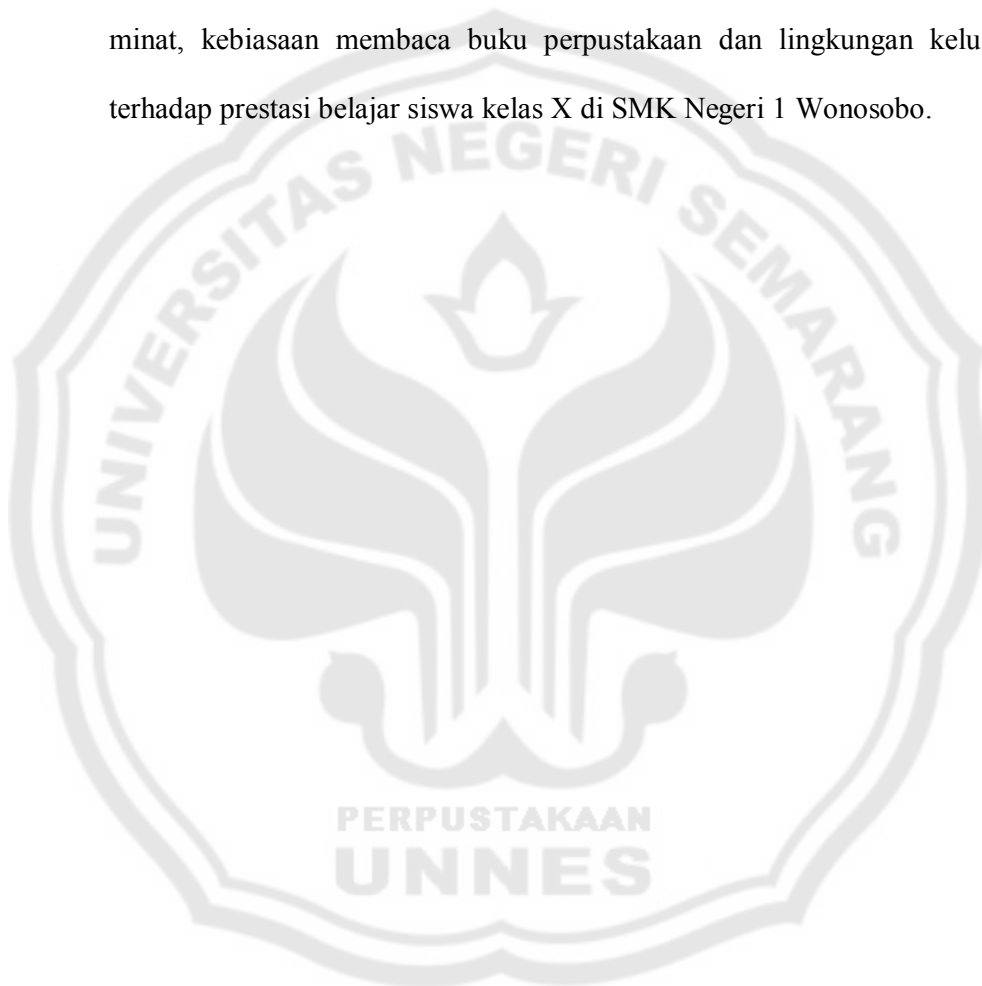 minat, kebiasaan membaca buku perpustakaan dan lingkungan kelu
terhadap prestasi belajar siswa kelas X di SMK Negeri 1 Wonosobo.
UNIVERSITAS NEGERI SEMARANG
PERPUSTAKAAN
UNNES